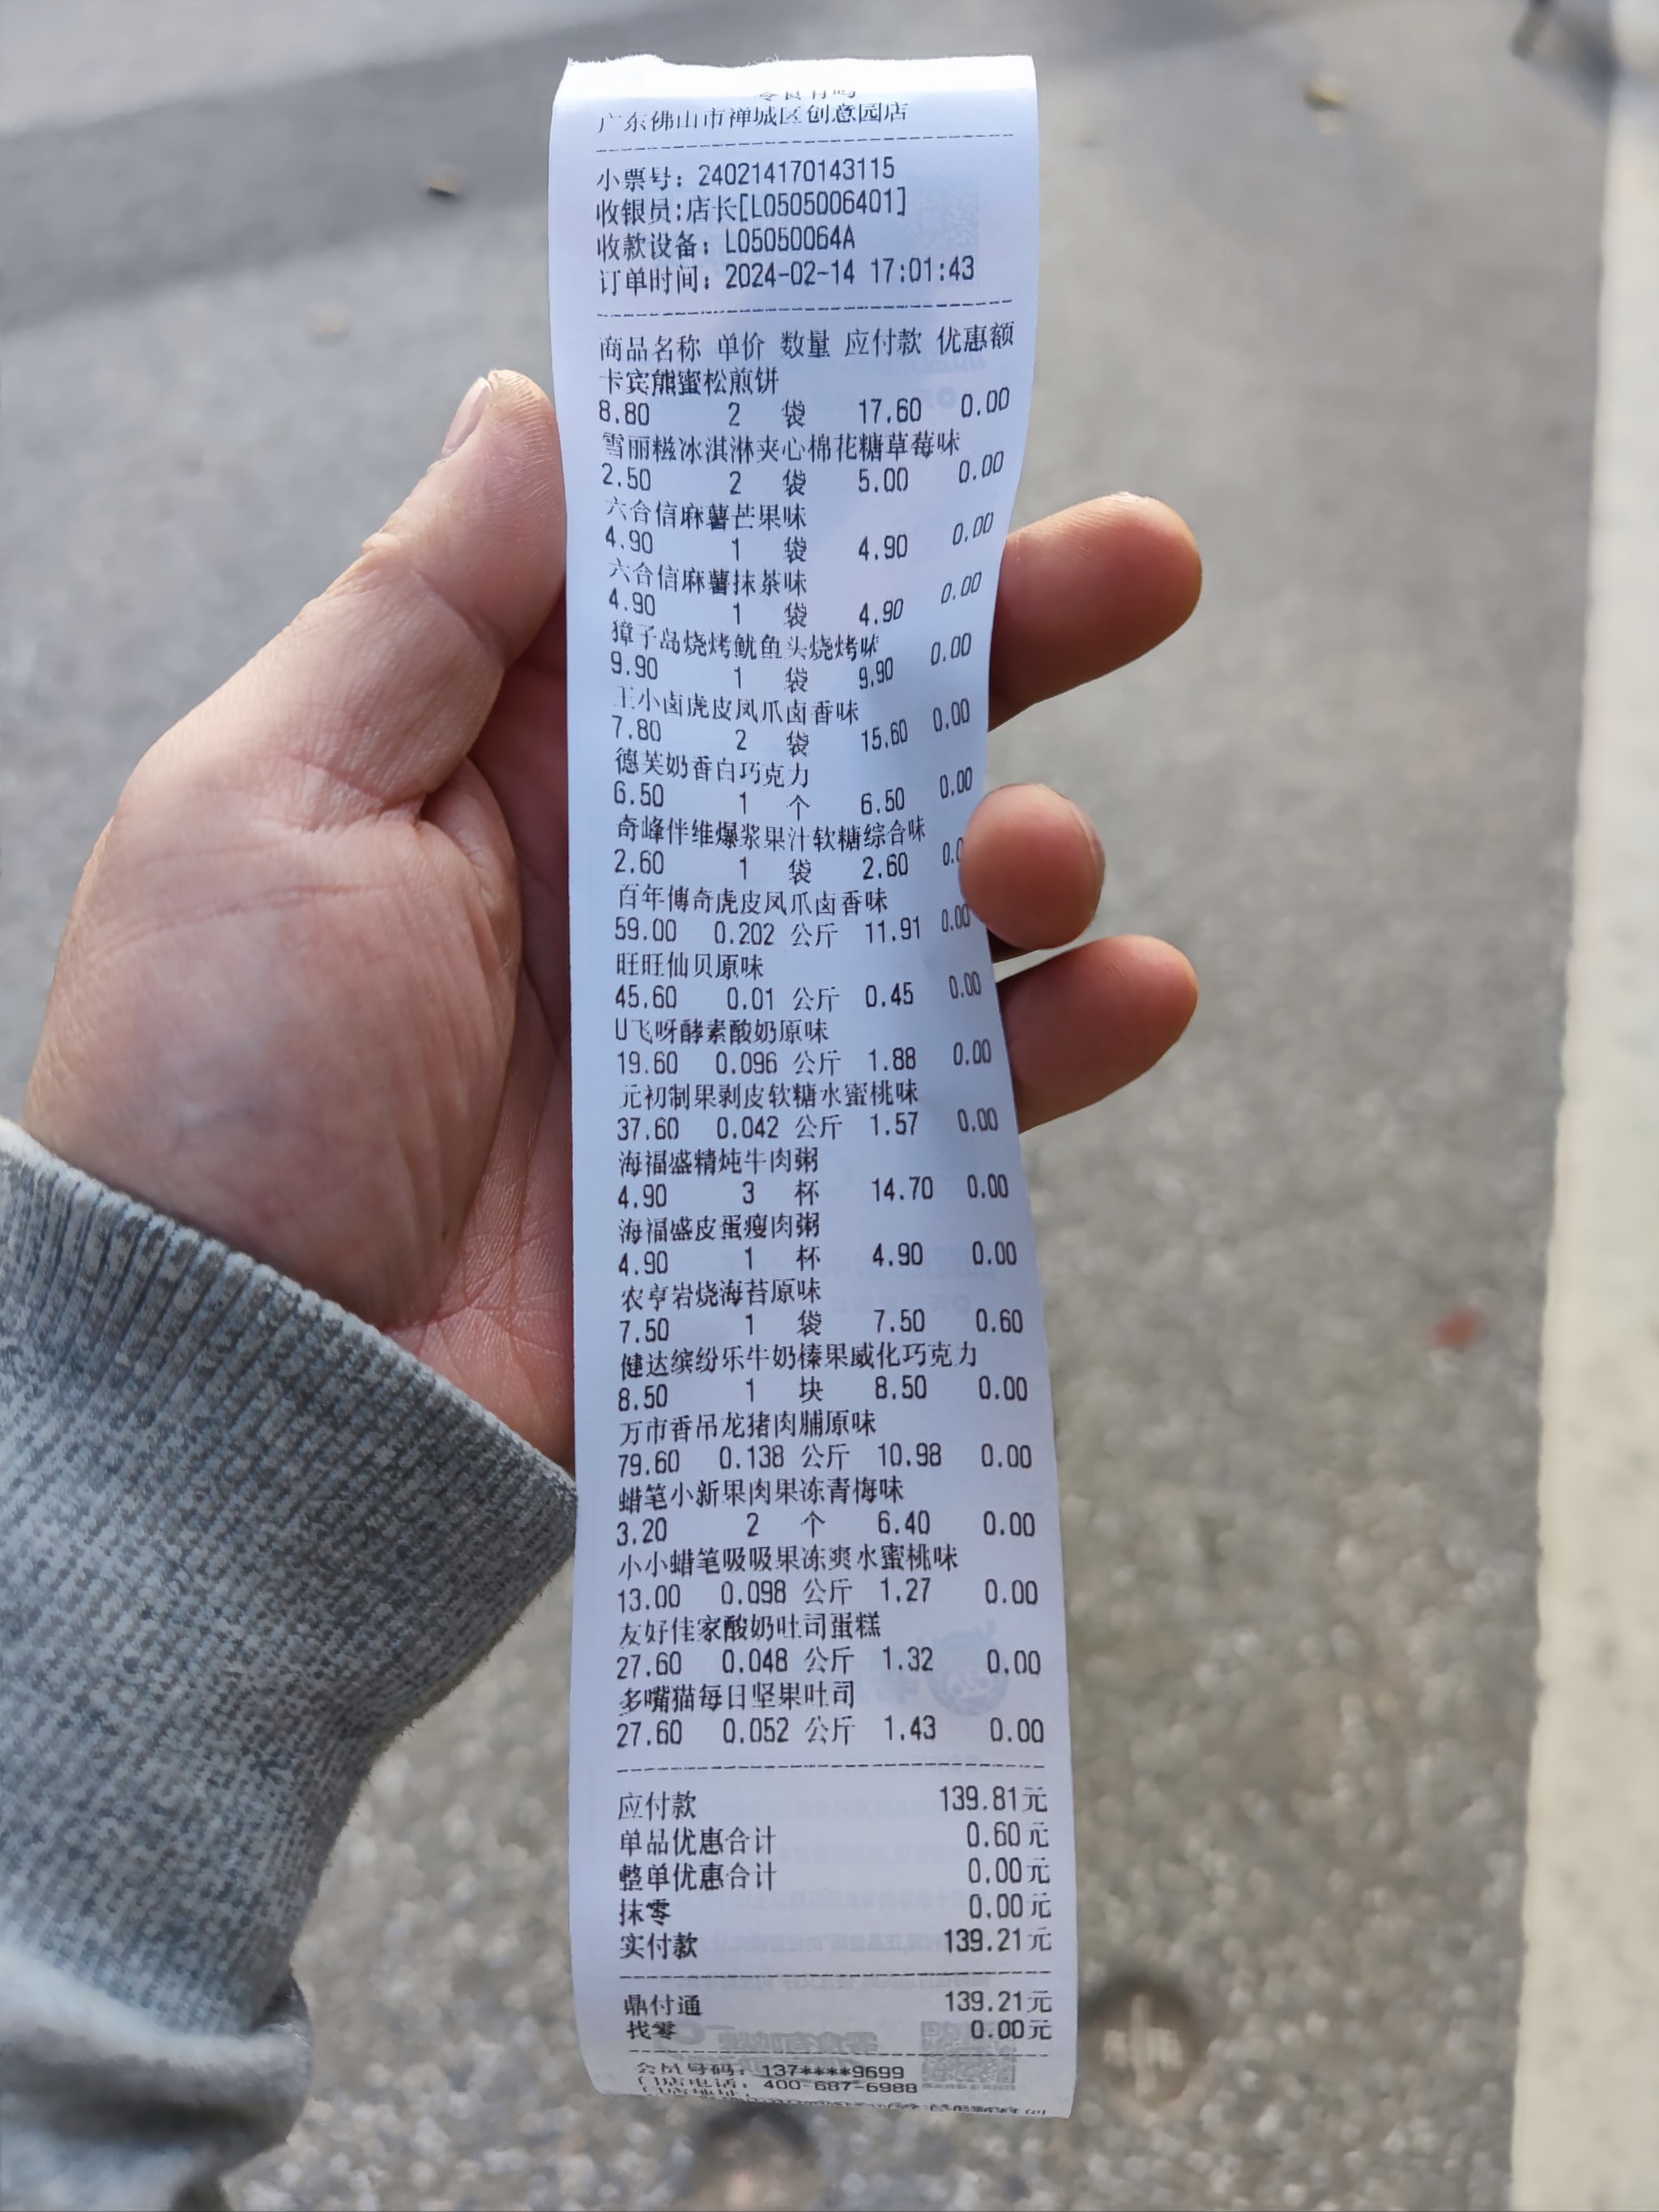 零食有鸣
广东佛山市禅城区创意园店
小票号：240214170143115
收银员:店长[L0505006401]
收款设备：L05050064A
订单时间：2024-02-14 17:01:43
商品名称 单价 数量 应付款 优惠额
卡宾熊蜜松煎饼
8.80 2 袋 17.60 0.00
雪丽糍冰淇淋夹心棉花糖草莓味
2.50 2 袋 5.00 0.00
六合信麻薯芒果味
4.90 1 袋 4.90 0.00
六合信麻薯抹茶味
4.90 1 袋 4.90 0.00
獐子岛烧烤鱿鱼头烧烤味
9.90 1 袋 9.90 0.00
王小卤虎皮凤爪卤香味
7.80 2 袋 15.60 0.00
德芙奶香白巧克力
6.50 1 个 6.50 0.00
奇峰伴维爆浆果汁软糖综合味
2.60 1 袋 2.60 0.0
百年傳奇虎皮凤爪卤香味
59.00 0.202 公斤 11.91 0.00
旺旺仙贝原味
45.60 0.01 公斤 0.45 0.00
U飞呀酵素酸奶原味
19.60 0.096 公斤 1.88 0.00
元初制果剥皮软糖水蜜桃味
37.60 0.042 公斤 1.57 0.00
海福盛精炖牛肉粥
4.90 3 杯 14.70 0.00
海福盛皮蛋瘦肉粥
4.90 1 杯 4.90 0.00
农亨岩烧海苔原味
7.50 1 袋 7.50 0.60
健达缤纷乐牛奶榛果威化巧克力
8.50 1 块 8.50 0.00
万市香吊龙猪肉脯原味
79.60 0.138 公斤 10.98 0.00
蜡笔小新果肉果冻青梅味
3.20 2 个 6.40 0.00
小小蜡笔吸吸果冻爽水蜜桃味
13.00 0.098 公斤 1.27 0.00
友好佳家酸奶吐司蛋糕
27.60 0.048 公斤 1.32 0.00
多嘴猫每日坚果吐司
27.60 0.052 公斤 1.43 0.00
应付款 139.81元
单品优惠合计 0.60元
整单优惠合计 0.00元
抹零 0.00元
实付款 139.21元
鼎付通 139.21元
找零 0.00元
会员号码：137****9699
门店电话：400-687-6988
门店地址：